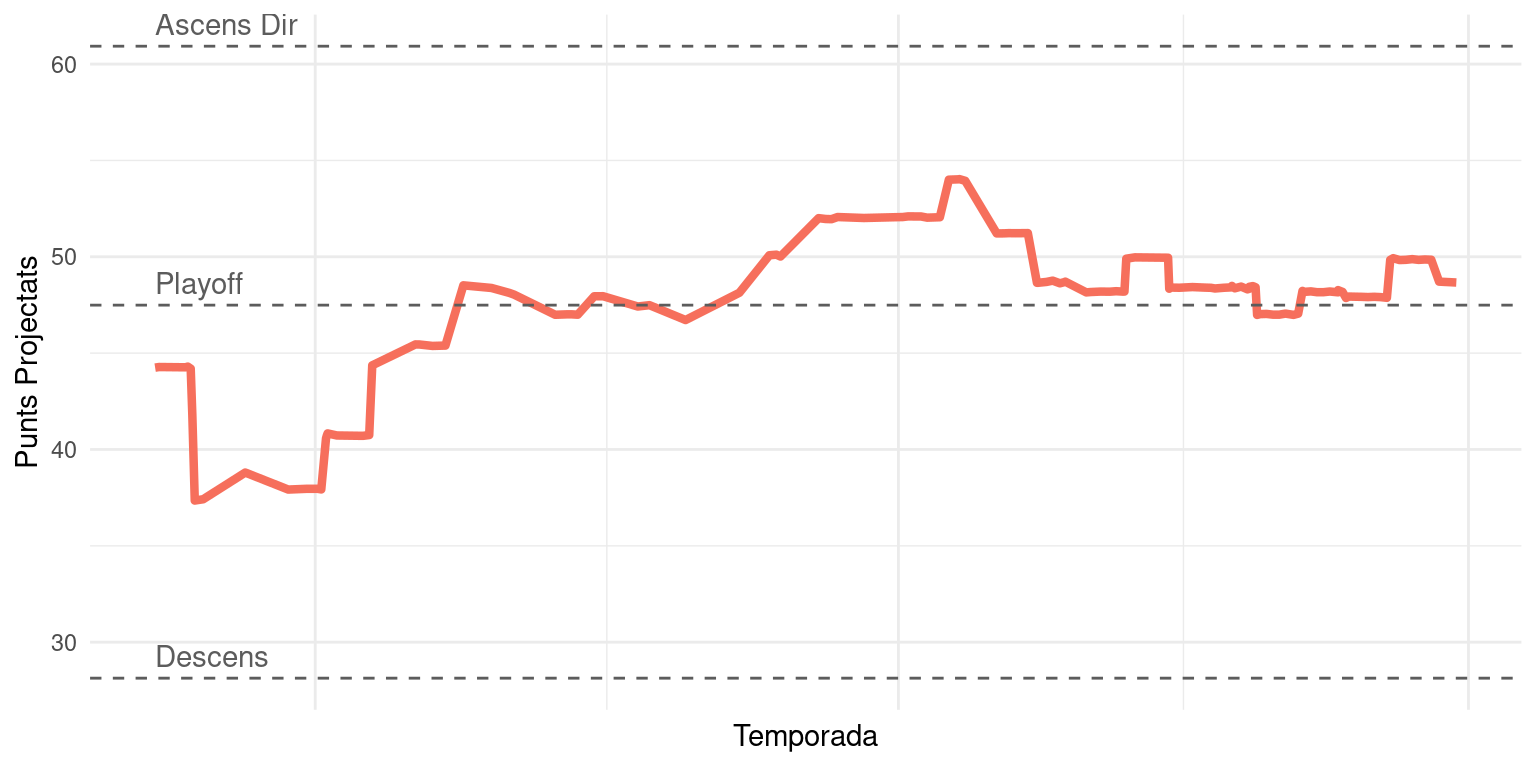 Ascens Dir
60
50
Playoff
40
30
Descens
Punts Projectats
Temporada